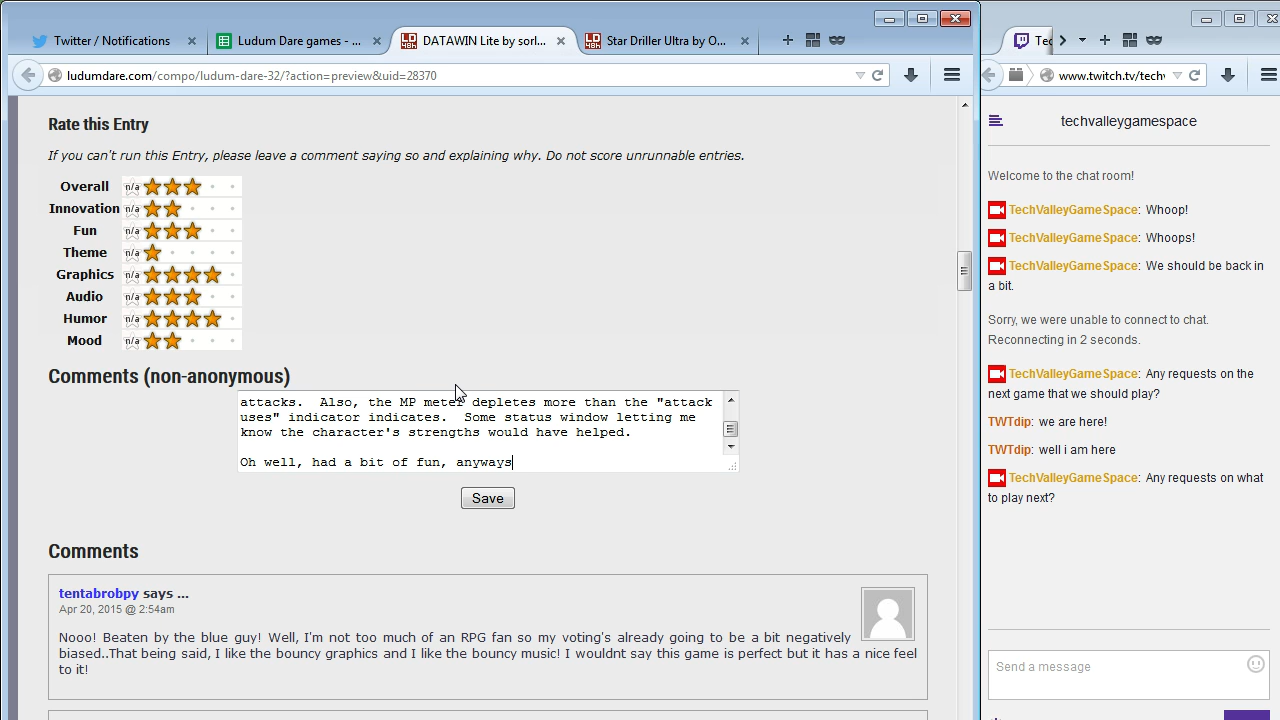 Twitter / Notifications
Ludum Dare games - ...
DATAWIN Lite by sorl...
Star Driller Ultra by O...
ludumdare.com/compo/ludum-dare-32/?action=preview&uid=28370
www.twitch.tv/techv
Rate this Entry
If you can't run this Entry, please leave a comment saying so and explaining why. Do not score unrunnable entries.
Overall n/a
Innovation n/a
Fun n/a
Theme n/a
Graphics n/a
Audio n/a
Humor n/a
Mood n/a
Comments (non-anonymous)
attacks. Also, the MP meter depletes more than the "attack
uses" indicator indicates. Some status window letting me
know the character's strengths would have helped.
Oh well, had a bit of fun, anyways
Save
Comments
tentabrobpy says ...
Apr 20, 2015 @ 2:54am
Nooo! Beaten by the blue guy! Well, I'm not too much of an RPG fan so my voting's already going to be a bit negatively
biased..That being said, I like the bouncy graphics and I like the bouncy music! I wouldnt say this game is perfect but it has a nice feel
to it!
techvalleygamespace
Welcome to the chat room!
TechValleyGameSpace: Whoop!
TechValleyGameSpace: Whoops!
TechValleyGameSpace: We should be back in
a bit.
Sorry, we were unable to connect to chat.
Reconnecting in 2 seconds.
TechValleyGameSpace: Any requests on the
next game that we should play?
TWTdip: we are here!
TWTdip: well i am here
TechValleyGameSpace: Any requests on what
to play next?
Send a message